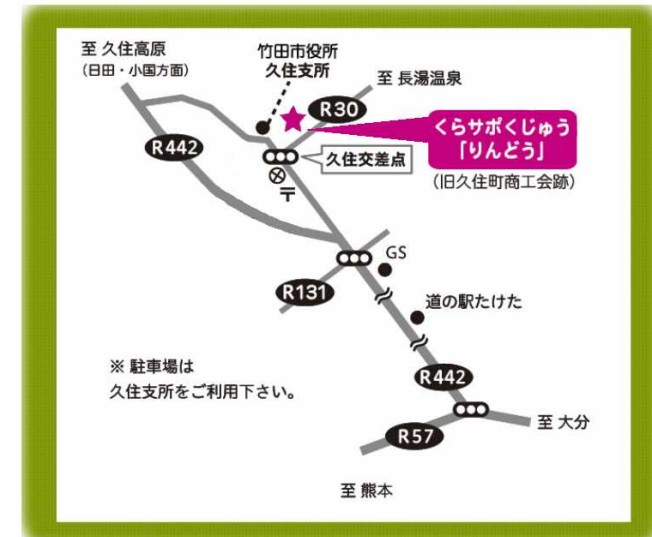 至 久住高原
(日田・小国方面)
竹田市役所
久住支所
至 長湯温泉
R30
くらサポくじゅう
「りんどう」
(旧久住町商工会跡)
R442
久住交差点
GS
R131
道の駅たけた
※ 駐車場は
久住支所をご利用下さい。
R442
至 大分
R57
至 熊本